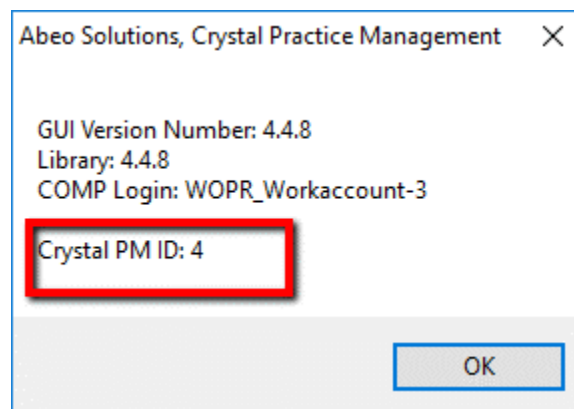 Abeo Solutions, Crystal Practice Management
GUI Version Number: 4.4.8
Library: 4.4.8
COMP Login: WOPR_Workaccount-3
Crystal PM ID: 4
OK